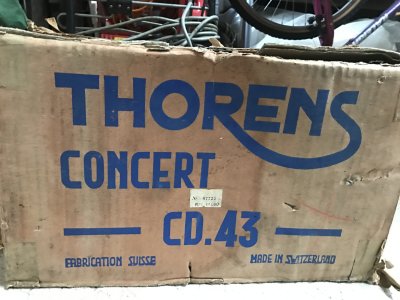 THORENS
CONCERT
CD.43
FABRICATION SUISSE
MADE IN SWITZERLAND